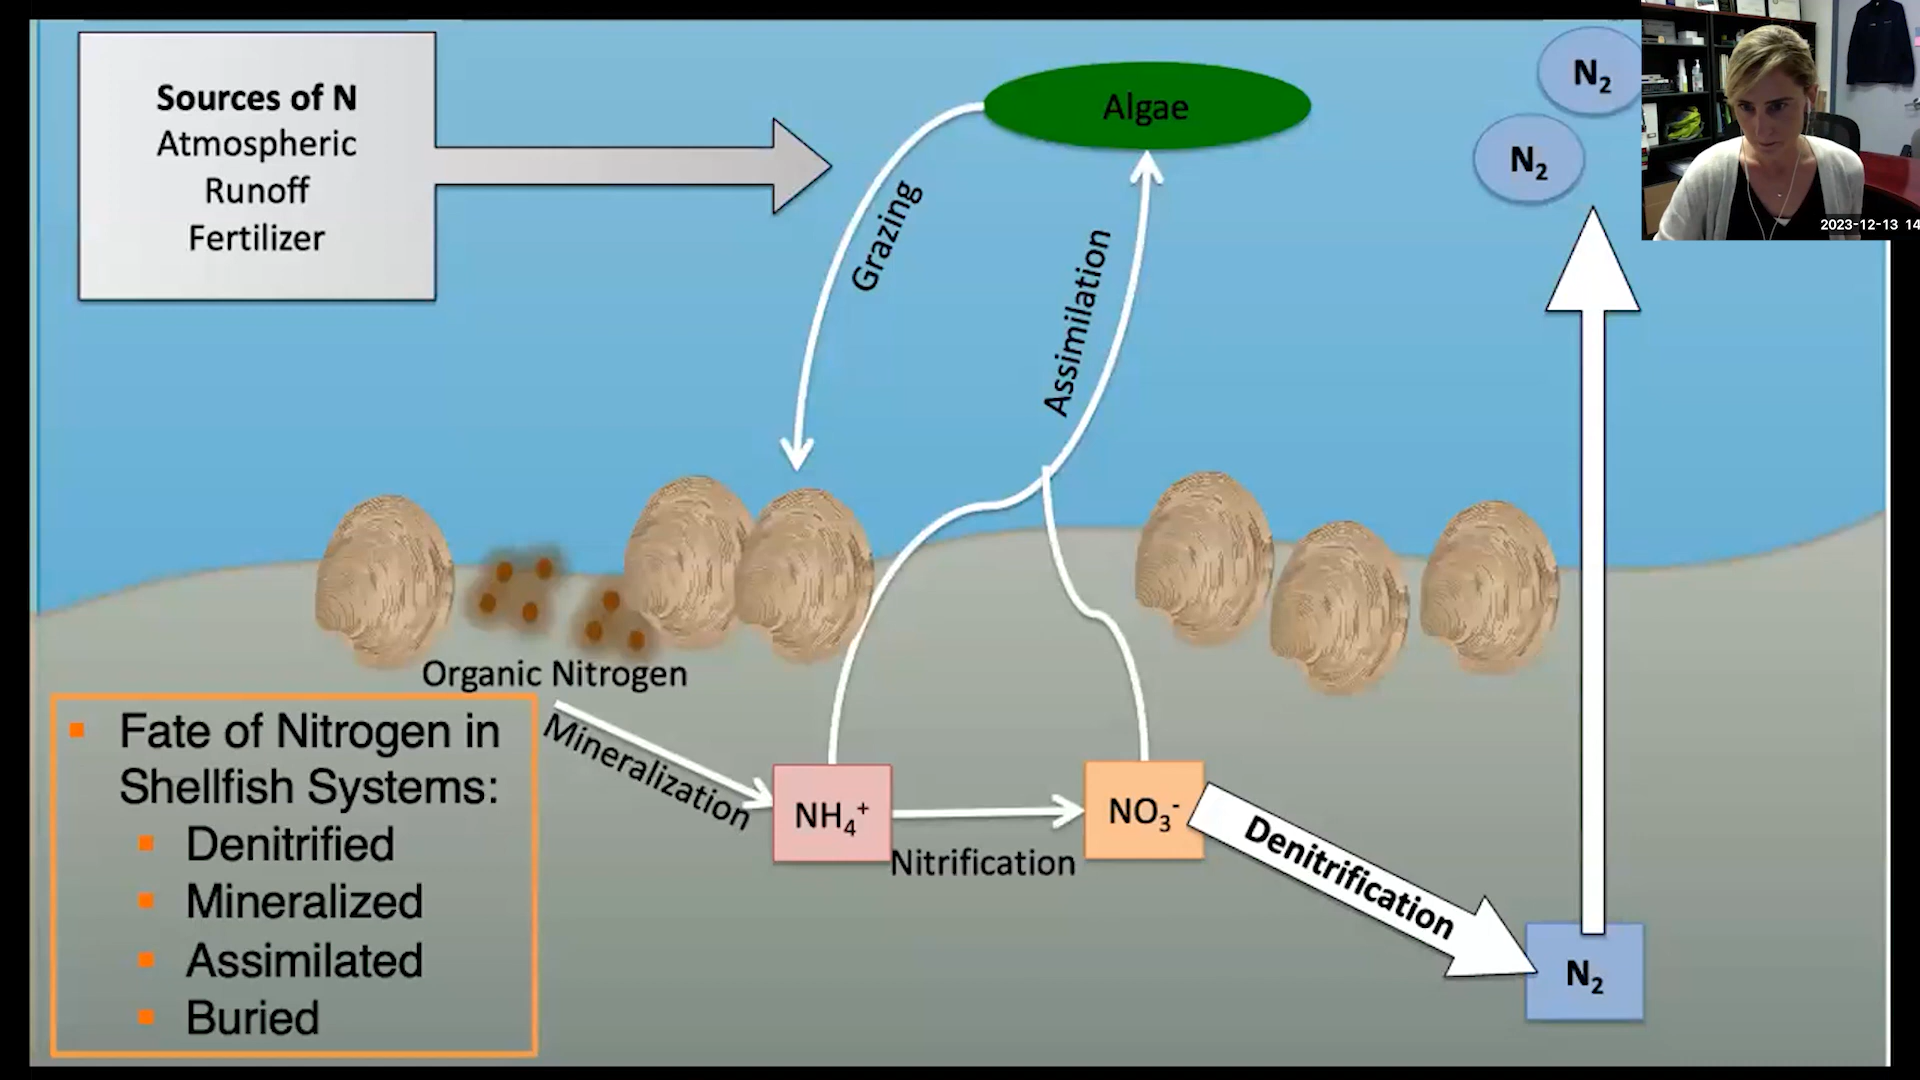 Sources of N
Atmospheric
Runoff
Fertilizer
Algae
N₂
N₂
2023-12-13 14
Grazing
Assimilation
Organic Nitrogen
Mineralization
NH₄⁺
Nitrification
NO₃⁻
Denitrification
N₂
Fate of Nitrogen in
Shellfish Systems:
Denitrified
Mineralized
Assimilated
Buried